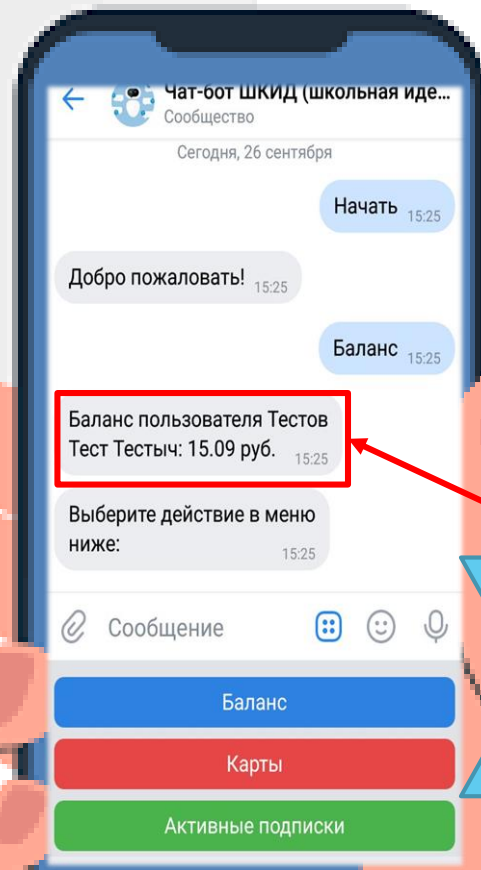 Чат-бот ШКИД (школьная иде...
Сообщество
Сегодня, 26 сентября
Начать 15:25
Добро пожаловать! 15:25
Баланс 15:25
Баланс пользователя Тестов
Тест Тестыч: 15.09 руб. 15:25
Выберите действие в меню
ниже: 15:25
Сообщение
Баланс
Карты
Активные подписки